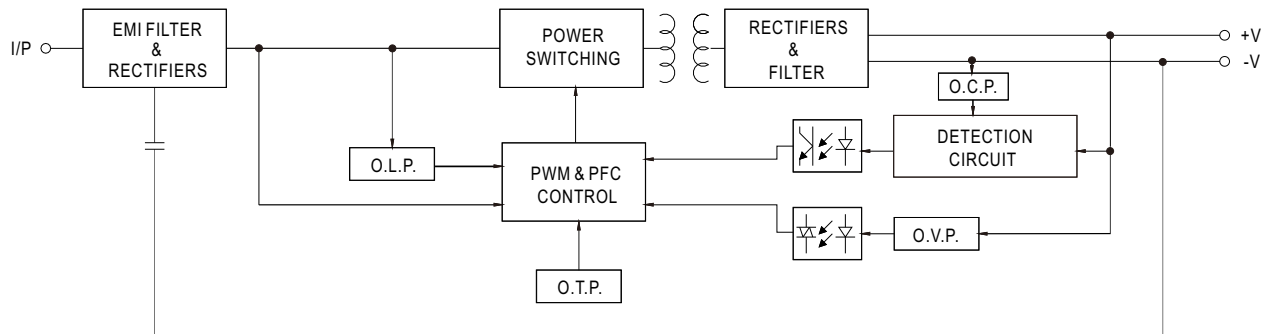 I/P
EMI FILTER
&
RECTIFIERS
POWER
SWITCHING
RECTIFIERS
&
FILTER
+V
-V
O.C.P.
DETECTION
CIRCUIT
O.L.P.
PWM & PFC
CONTROL
O.V.P.
O.T.P.